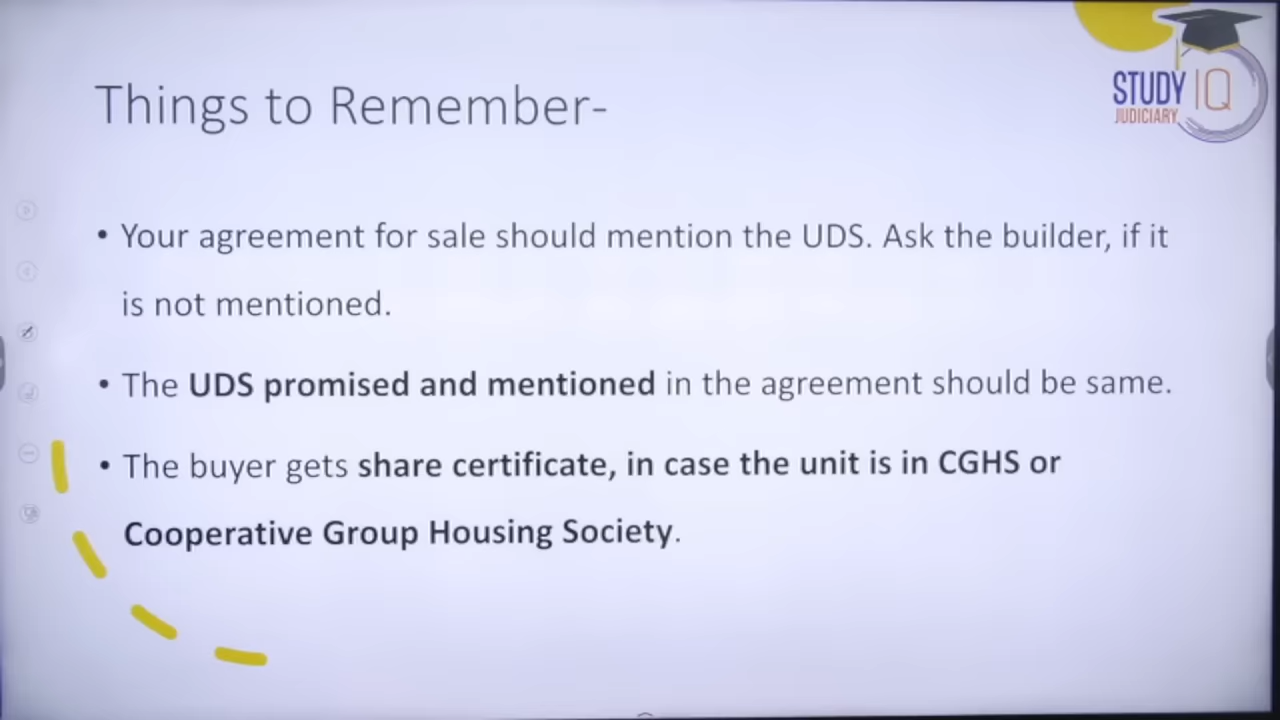 STUDY IQ
JUDICIARY
Things to Remember-
• Your agreement for sale should mention the UDS. Ask the builder, if it
is not mentioned.
• The UDS promised and mentioned in the agreement should be same.
• The buyer gets share certificate, in case the unit is in CGHS or
Cooperative Group Housing Society.